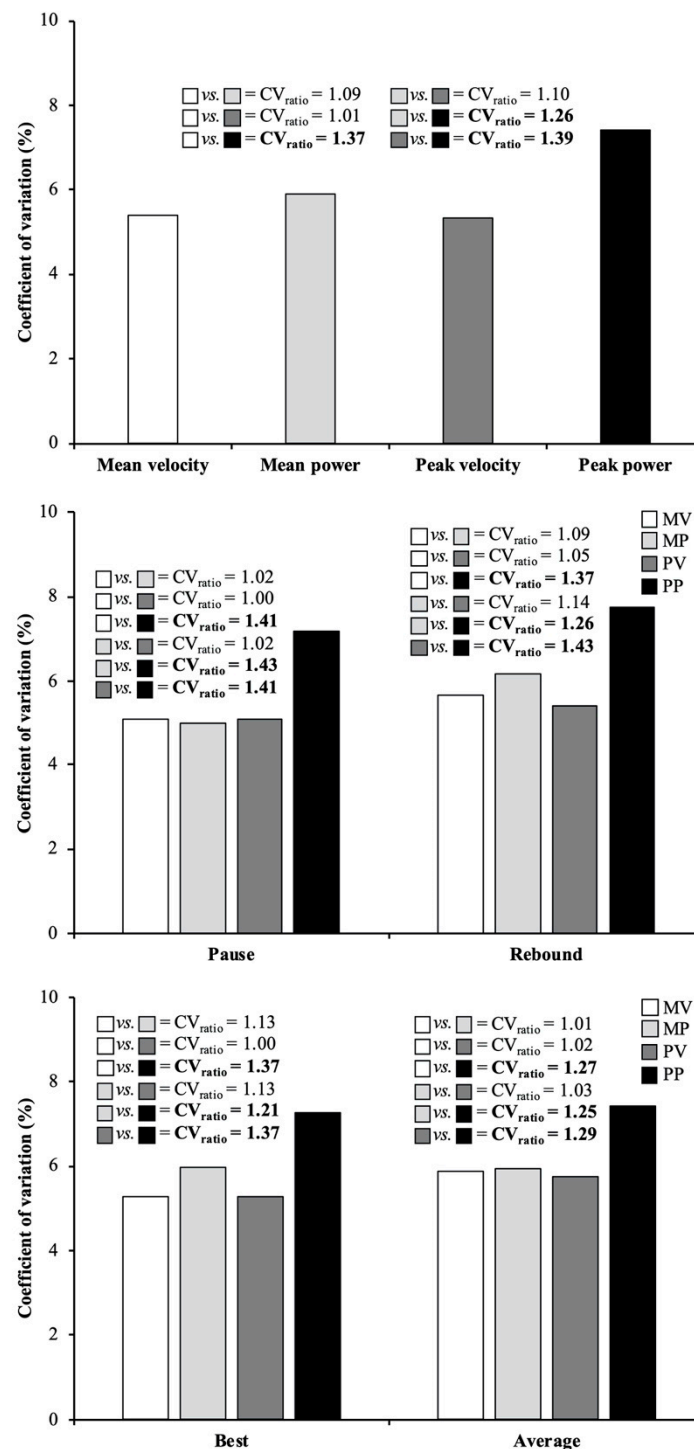 10
8
6
4
2
0
Coefficient of variation (%)
vs. = CVratio = 1.09
vs. = CVratio = 1.01
vs. = CVratio = 1.37
vs. = CVratio = 1.10
vs. = CVratio = 1.26
vs. = CVratio = 1.39
Mean velocity Mean power Peak velocity Peak power
10
8
6
4
2
0
Coefficient of variation (%)
vs. = CVratio = 1.02
vs. = CVratio = 1.00
vs. = CVratio = 1.41
vs. = CVratio = 1.02
vs. = CVratio = 1.43
vs. = CVratio = 1.41
vs. = CVratio = 1.09
vs. = CVratio = 1.05
vs. = CVratio = 1.37
vs. = CVratio = 1.14
vs. = CVratio = 1.26
vs. = CVratio = 1.43
MV
MP
PV
PP
Pause Rebound
10
8
6
4
2
0
Coefficient of variation (%)
vs. = CVratio = 1.13
vs. = CVratio = 1.00
vs. = CVratio = 1.37
vs. = CVratio = 1.13
vs. = CVratio = 1.21
vs. = CVratio = 1.37
vs. = CVratio = 1.01
vs. = CVratio = 1.02
vs. = CVratio = 1.27
vs. = CVratio = 1.03
vs. = CVratio = 1.25
vs. = CVratio = 1.29
MV
MP
PV
PP
Best Average